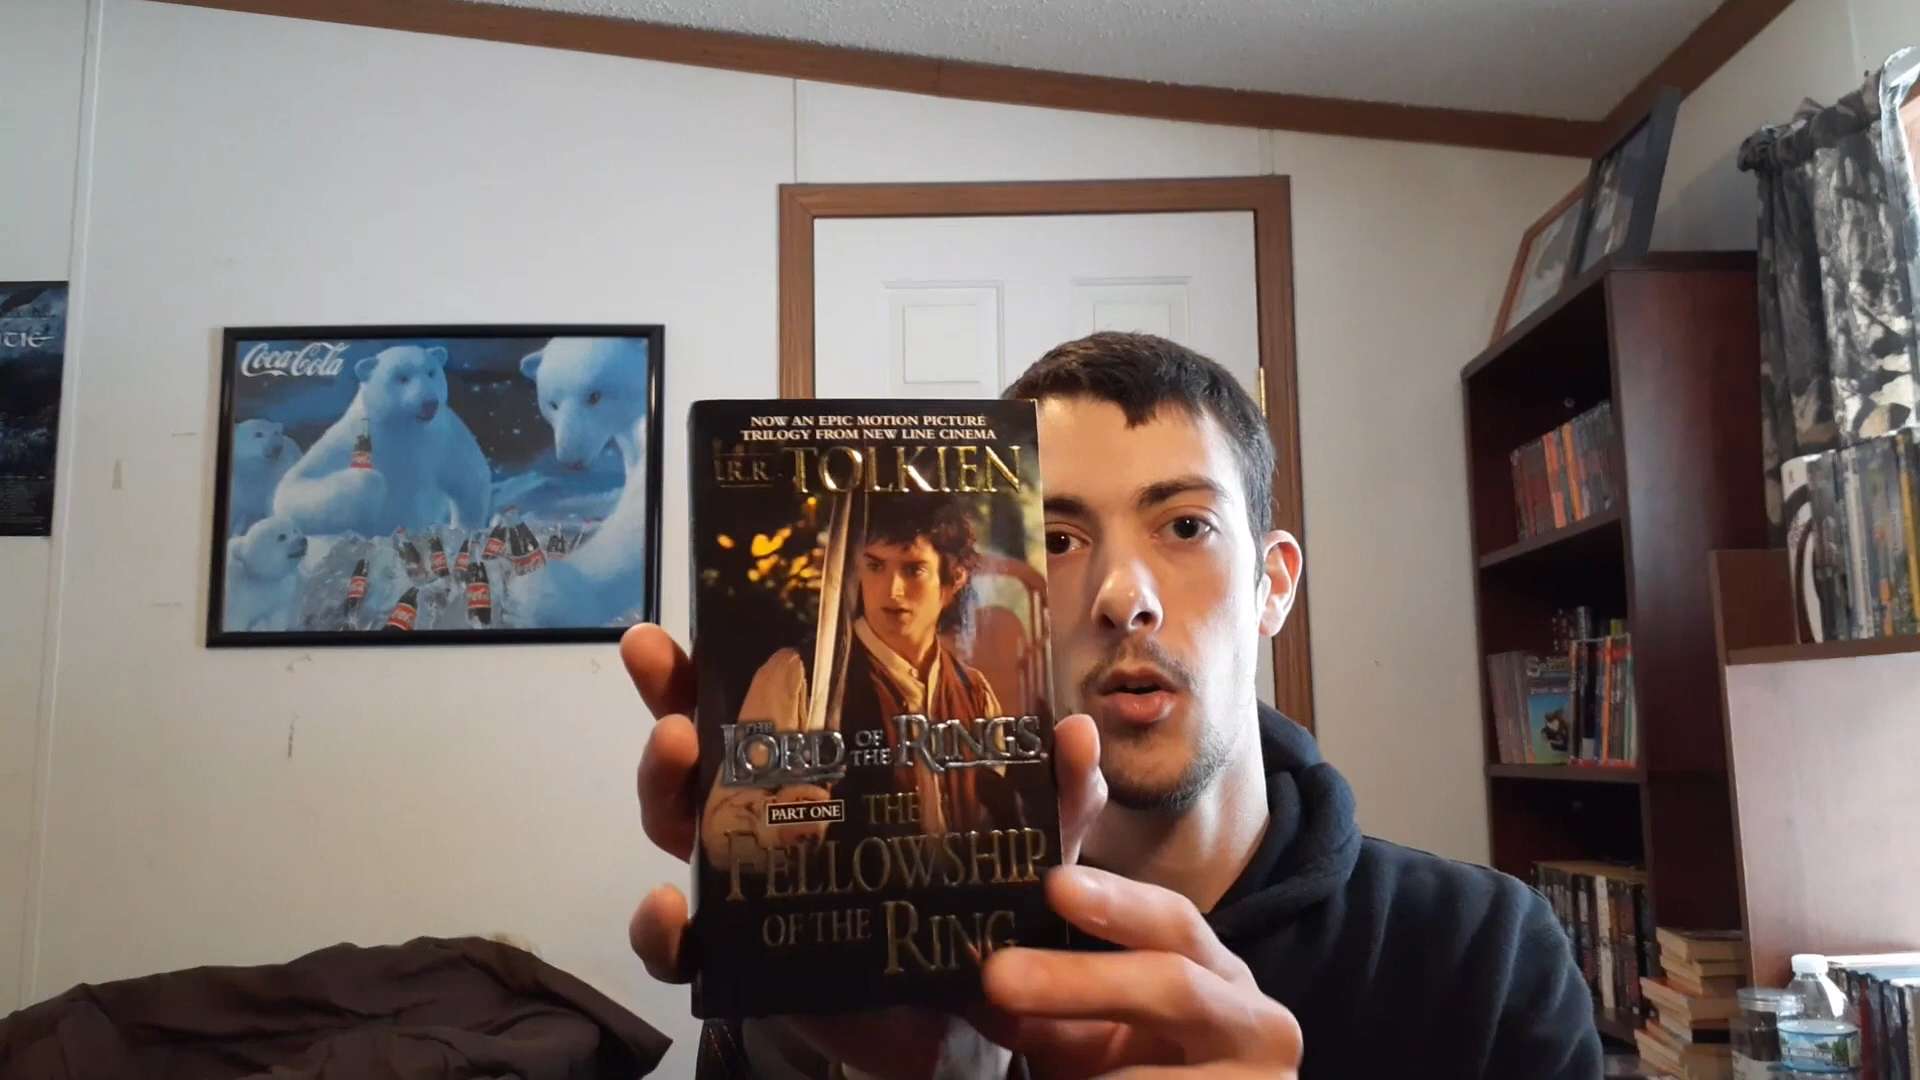 TIC
Coca-Cola
NOW AN EPIC MOTION PICTURE
TRILOGY FROM NEW LINE CINEMA
J.R.R. TOLKIEN
THE
LORD OF THE RINGS
PART ONE
THE
FELLOWSHIP
OF THE RING